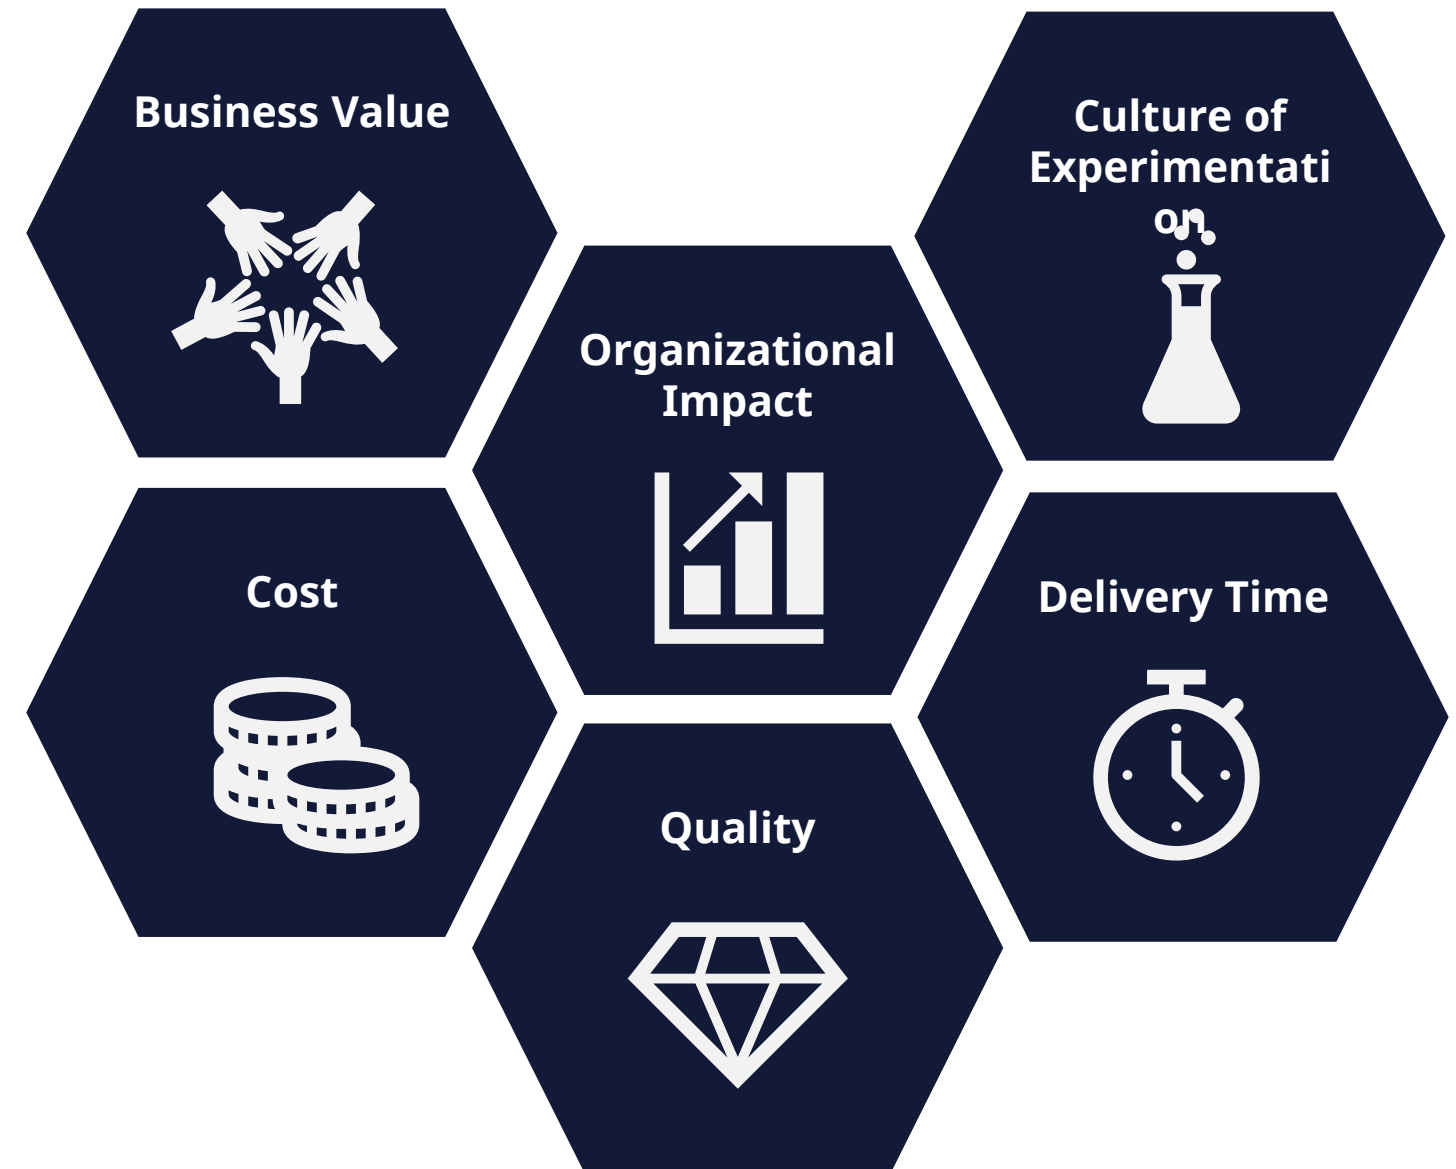 Business Value
Culture of
Experimentati
on
Organizational
Impact
Cost
Delivery Time
Quality